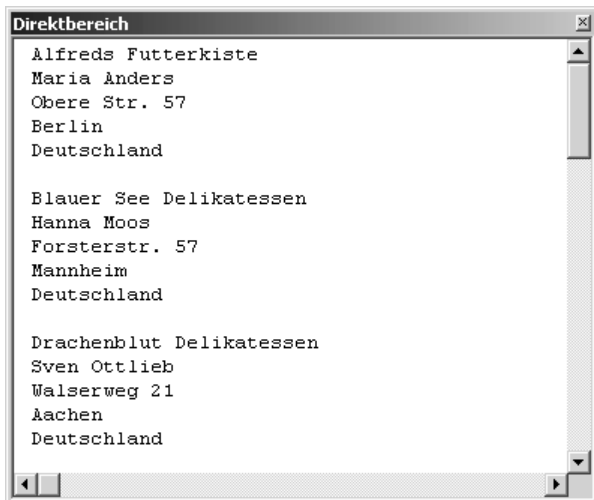 Direktbereich
Alfreds Futterkiste
Maria Anders
Obere Str. 57
Berlin
Deutschland
Blauer See Delikatessen
Hanna Moos
Forsterstr. 57
Mannheim
Deutschland
Drachenblut Delikatessen
Sven Ottlieb
Walserweg 21
Aachen
Deutschland